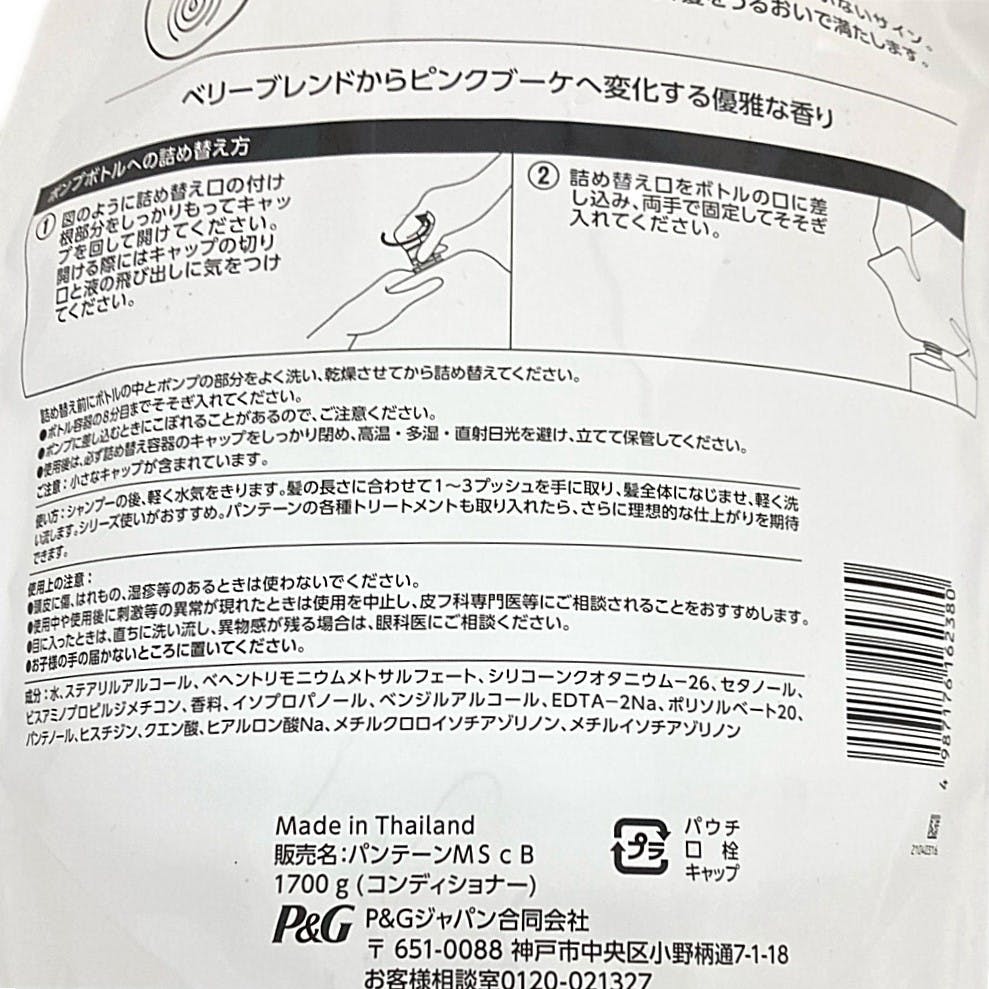 いないサイン。
髪をうるおいで満たします。
ベリーブレンドからピンクブーケへ変化する優雅な香り
ポンプボトルへの詰め替え方
① 図のように詰め替え口の付け
根部分をしっかりもってキャッ
プを回して開けてください。
開ける際にはキャップの切り
口と液の飛び出しに気をつけ
てください。
② 詰め替え口をボトルの口に差
し込み、両手で固定してそそぎ
入れてください。
詰め替え前にボトルの中とポンプの部分をよく洗い、乾燥させてから詰め替えてください。
●ボトル容器の8分目までそそぎ入れてください。
●ポンプに差し込むときにこぼれることがあるので、ご注意ください。
●使用後は、必ず詰め替え容器のキャップをしっかり閉め、高温・多湿・直射日光を避け、立てて保管してください。
ご注意：小さなキャップが含まれています。
使い方：シャンプーの後、軽く水気をきります。髪の長さに合わせて1〜3プッシュを手に取り、髪全体になじませ、軽く洗
い流します。シリーズ使いがおすすめ。パンテーンの各種トリートメントも取り入れたら、さらに理想的な仕上がりを期待
できます。
使用上の注意：
●頭皮に傷、はれもの、湿疹等のあるときは使わないでください。
●使用中や使用後に刺激等の異常が現れたときは使用を中止し、皮フ科専門医等にご相談されることをおすすめします。
●目に入ったときは、直ちに洗い流し、異物感が残る場合は、眼科医にご相談ください。
●お子様の手の届かないところに置いてください。
成分：水、ステアリルアルコール、ベヘントリモニウムメトサルフェート、シリコーンクオタニウム-26、セタノール、
ビスアミノプロピルジメチコン、香料、イソプロパノール、ベンジルアルコール、EDTA-2Na、ポリソルベート20、
パンテノール、ヒスチジン、クエン酸、ヒアルロン酸Na、メチルクロロイソチアゾリノン、メチルイソチアゾリノン
4 987176 162380
21040316
Made in Thailand
販売名：パンテーンMS c B
1700 g (コンディショナー)
プラ
パウチ
口 栓
キャップ
P&G P&Gジャパン合同会社
〒 651-0088 神戸市中央区小野柄通7-1-18
お客様相談室0120-021327